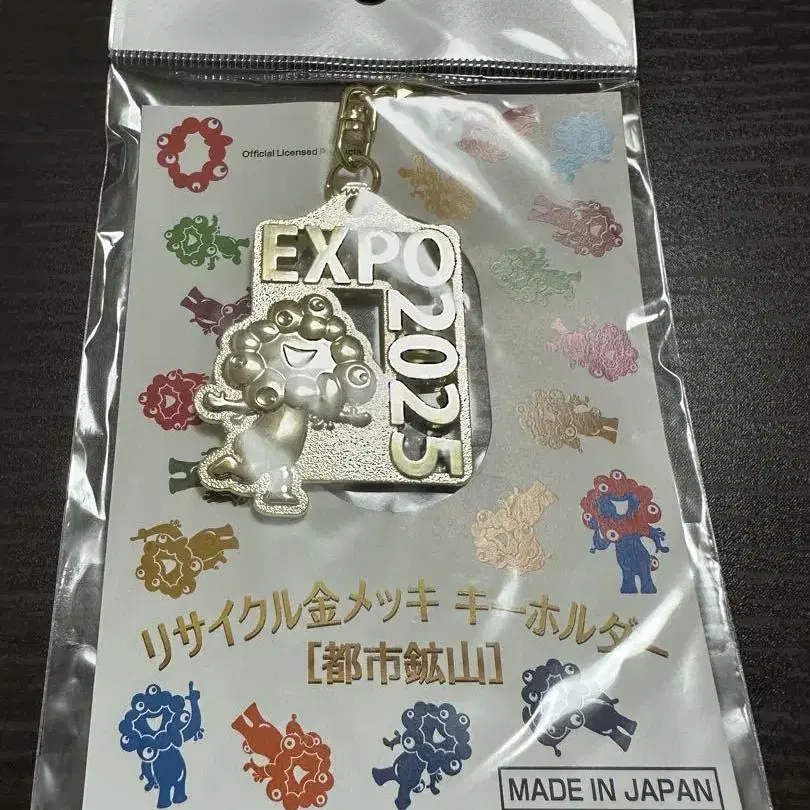 Official Licensed Products
EXPO
2025
リサイクル金メッキ キーホルダー
[都市鉱山]
MADE IN JAPAN